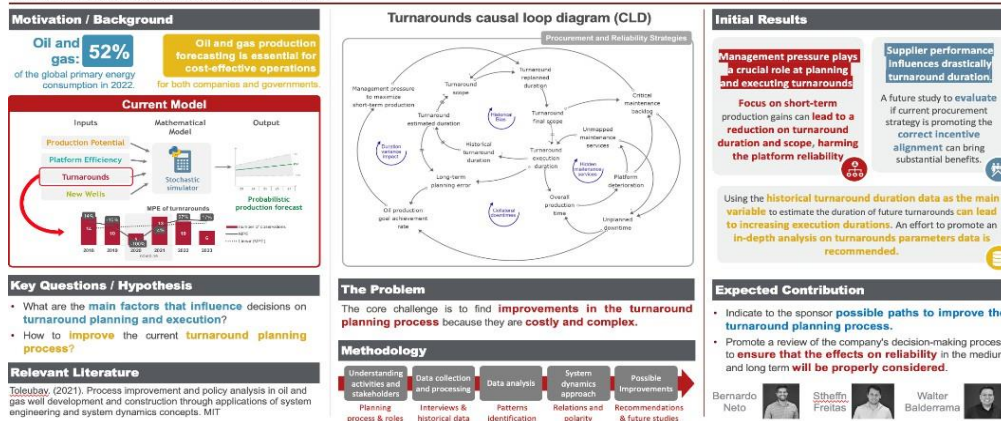 Motivation / Background
Oil and
gas:
52%
of the global primary energy
consumption in 2022.
Oil and gas production
forecasting is essential for
cost-effective operations
for both companies and governments.
Current Model
Inputs
Mathematical
Model
Output
Production Potential
Platform Efficiency
Turnarounds
New Wells
Stochastic
simulator
Probabilistic
production forecast
MPE of turnarounds
Key Questions / Hypothesis
• What are the main factors that influence decisions on
turnaround planning and execution?
• How to improve the current turnaround planning
process?
Relevant Literature
Toleubay. (2021). Process improvement and policy analysis in oil and
gas well development and construction through applications of system
engineering and system dynamics concepts. MIT
Turnarounds causal loop diagram (CLD)
Procurement and Reliability Strategies
Management pressure
to maximize
short-term production
Turnaround
scope
Turnaround
replanned
duration
Critical
maintenance
backlog
Turnaround
estimated duration
Historical
Bias
Turnaround
final scope
Unmapped
maintenance
services
Duration
variance
impact
Historical
turnaround
duration
Turnaround
execution
duration
Hidden
maintenance
services
Long-term
planning error
Platform
deterioration
Overall
production
time
Oil production
goal achievement
rate
Unilateral
downtimes
Unplanned
downtime
The Problem
The core challenge is to find improvements in the turnaround
planning process because they are costly and complex.
Methodology
Understanding
activities and
stakeholders
Data collection
and processing
Data analysis
System
dynamics
approach
Possible
Improvements
Planning
process & roles
Interviews &
historical data
Patterns
identification
Relations and
polarity
Recommendations
& future studies
Initial Results
Management pressure plays
a crucial role at planning
and executing turnarounds
Focus on short-term
production gains can lead to a
reduction on turnaround
duration and scope, harming
the platform reliability
Supplier performance
influences drastically
turnaround duration.
A future study to evaluate
if current procurement
strategy is promoting the
correct incentive
alignment can bring
substantial benefits.
Using the historical turnaround duration data as the main
variable to estimate the duration of future turnarounds can lead
to increasing execution durations. An effort to promote an
in-depth analysis on turnarounds parameters data is
recommended.
Expected Contribution
• Indicate to the sponsor possible paths to improve the
turnaround planning process.
• Promote a review of the company's decision-making process
to ensure that the effects on reliability in the medium
and long term will be properly considered.
Bernardo
Neto
Stheffn
Freitas
Walter
Balderrama